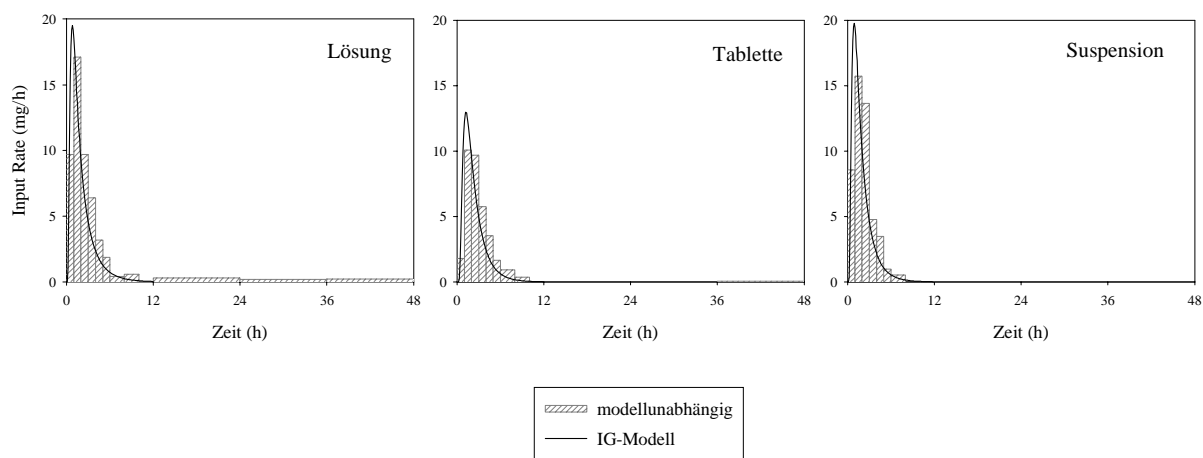 Lösung
Tablette
Suspension
Input Rate (mg/h)
20
15
10
5
0
0 12 24 36 48
Zeit (h)
20
15
10
5
0
0 12 24 36 48
Zeit (h)
20
15
10
5
0
0 12 24 36 48
Zeit (h)
modellunabhängig
IG-Modell